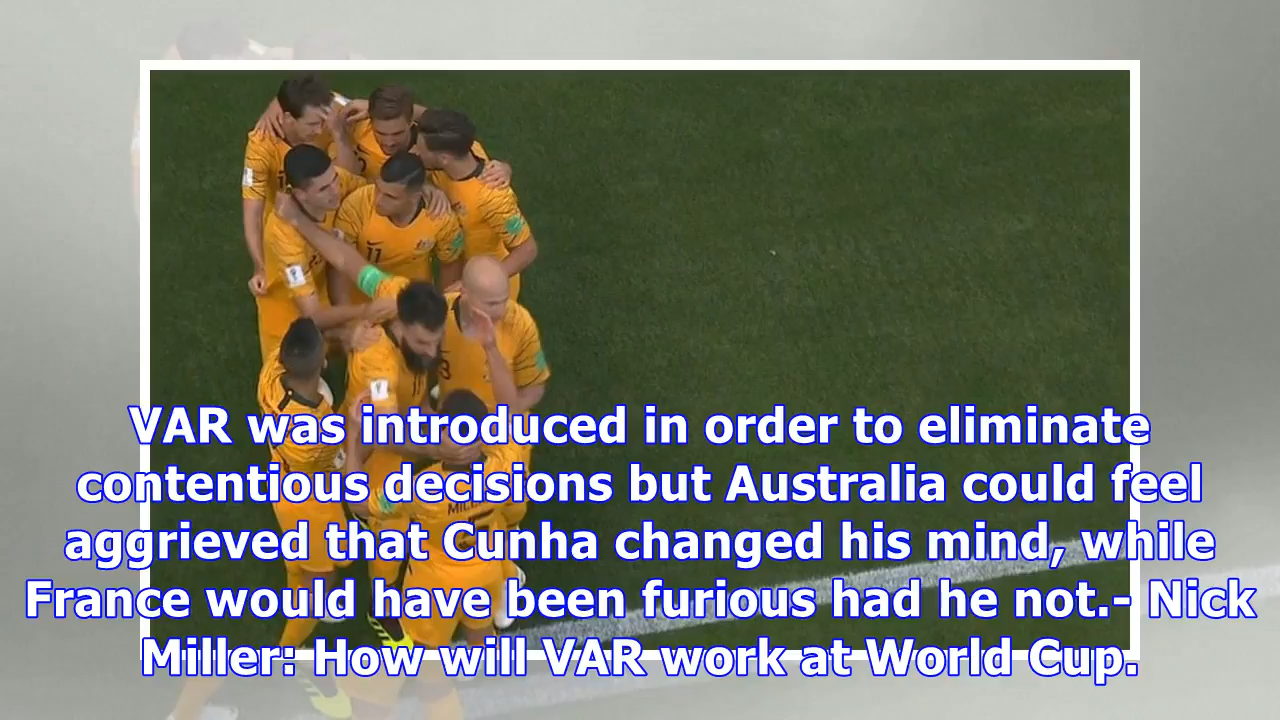 11
VAR was introduced in order to eliminate
contentious decisions but Australia could feel
aggrieved that Cunha changed his mind, while
France would have been furious had he not.- Nick
Miller: How will VAR work at World Cup.